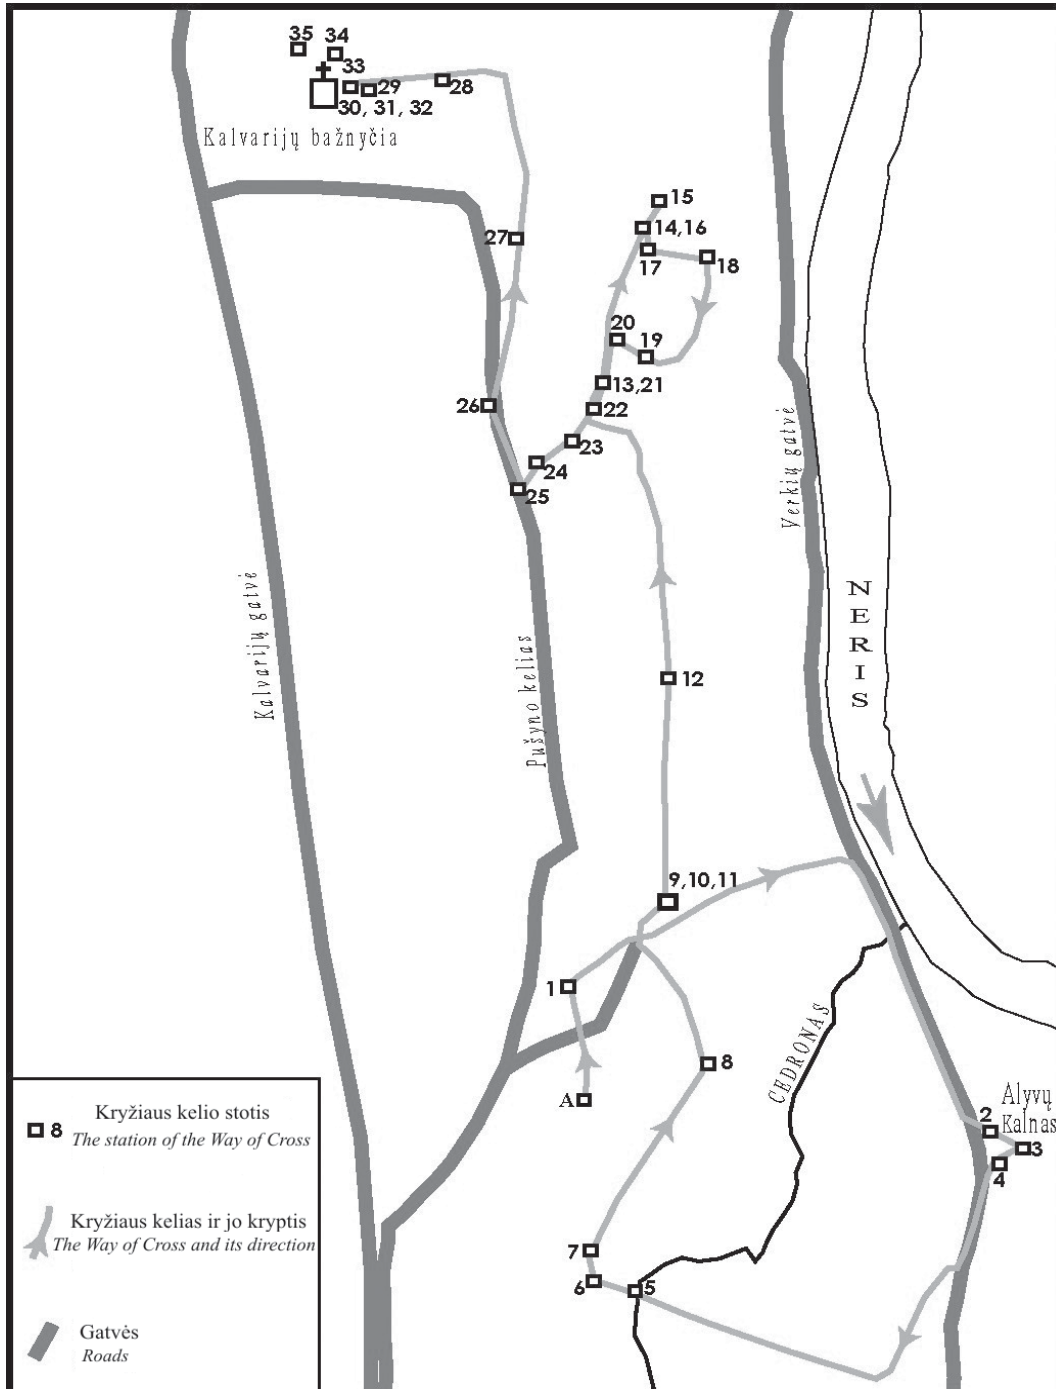 35
34
33
29
28
30, 31, 32
Kalvarijų bažnyčia
15
14,16
27
17
18
20
19
13,21
26
22
23
24
25
Verkių gatvė
Kalvarijų gatvė
NERIS
Pušyno kelias
12
9,10,11
1
CEDRONAS
8
A
Alyvų
Kalnas
2
3
4
7
6
5
8
Kryžiaus kelio stotis
The station of the Way of Cross
Kryžiaus kelias ir jo kryptis
The Way of Cross and its direction
Gatvės
Roads